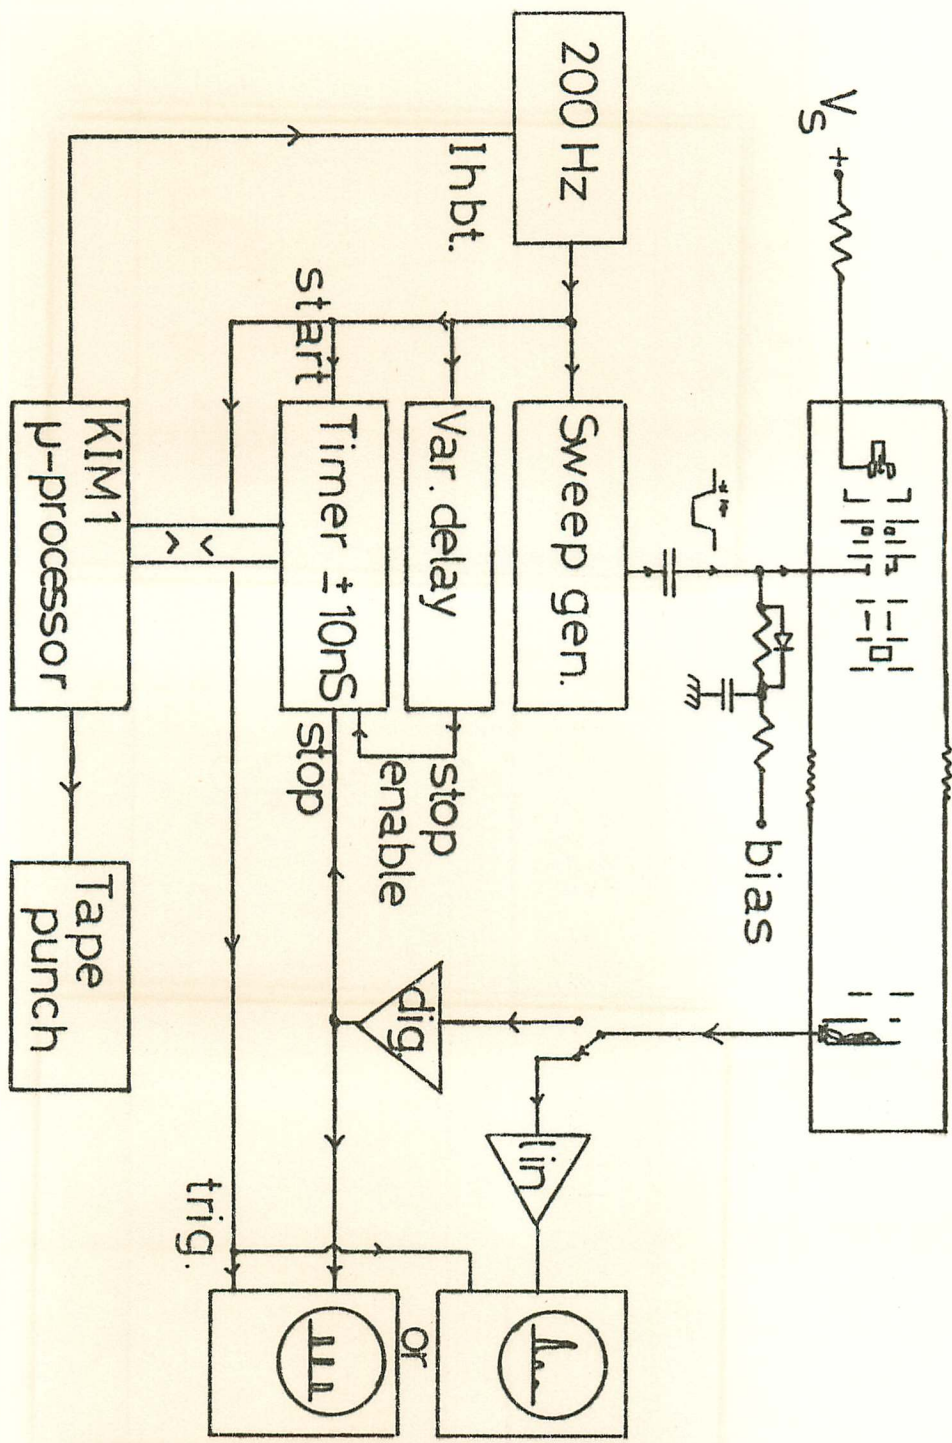 V_S +
200 Hz
Ihbt.
start
Sweep gen.
bias
Var. delay
stop
enable
Timer ±10nS
stop
KIM1
μ-processor
Tape
punch
dig.
lin
trig.
or